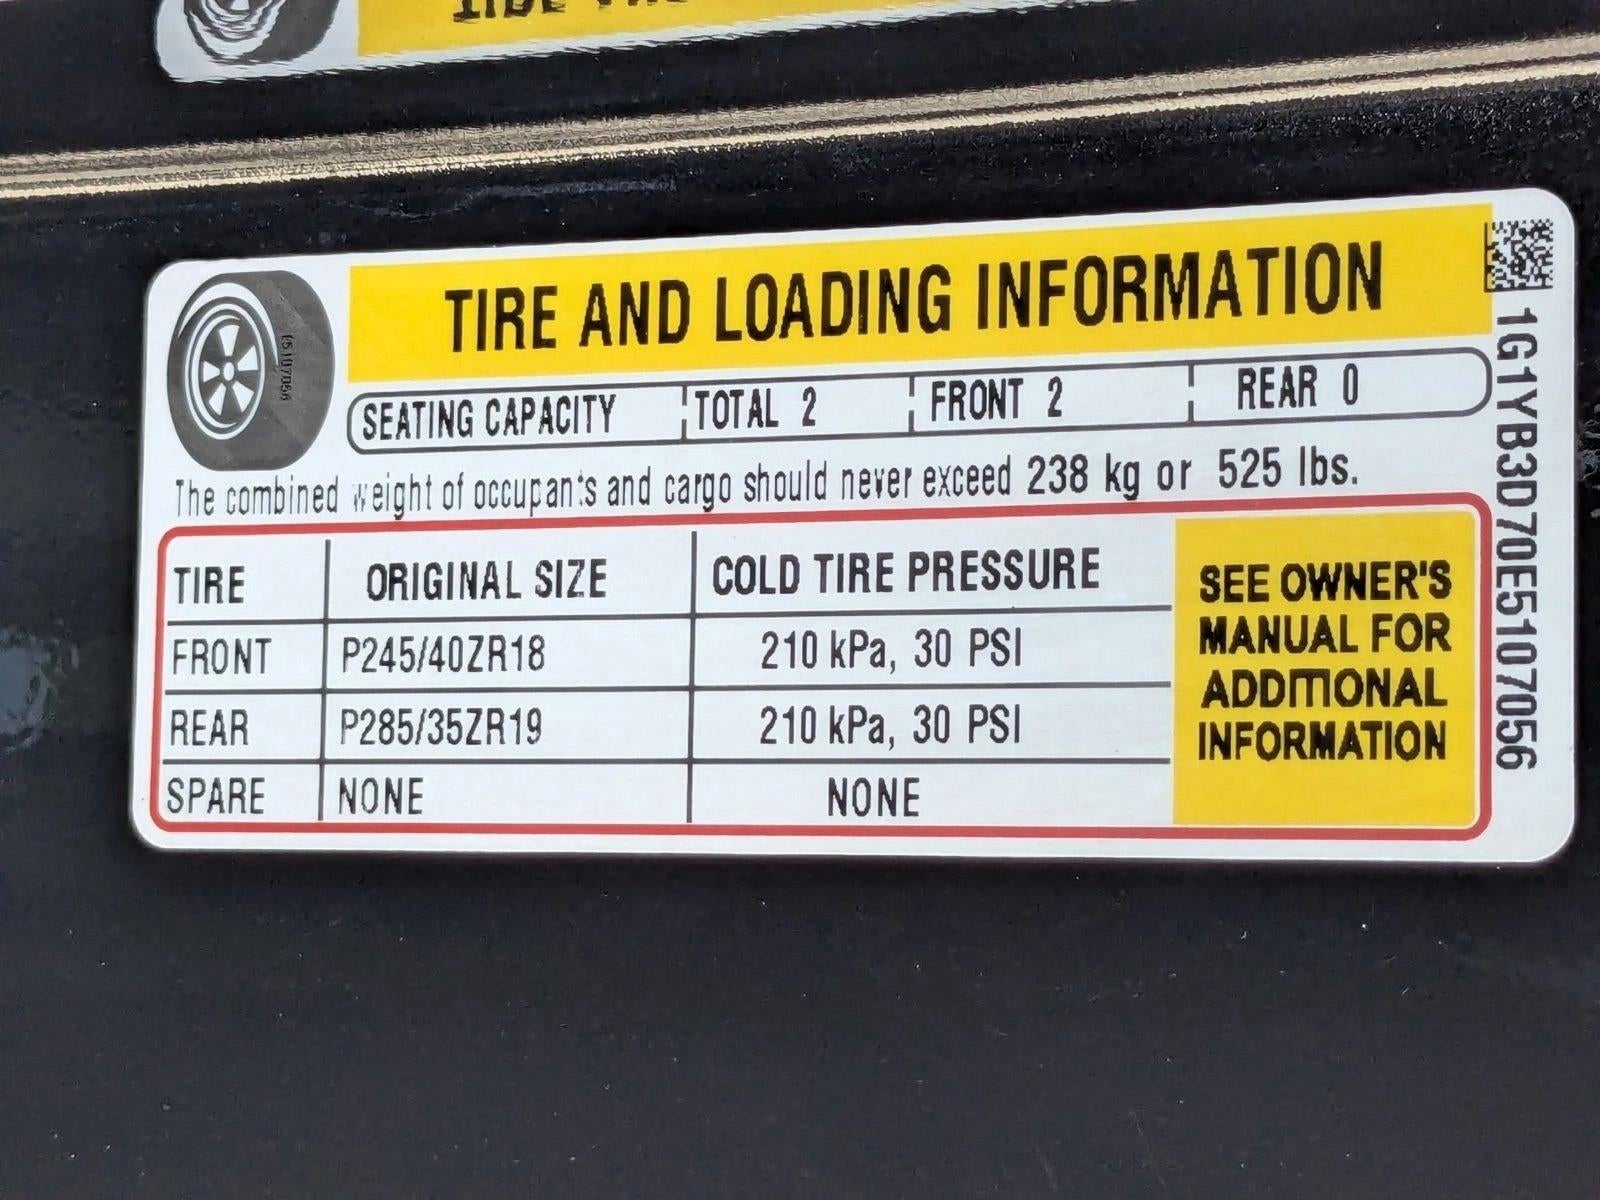 TIRE AND LOADING INFORMATION
SEATING CAPACITY TOTAL 2 FRONT 2 REAR 0
The combined weight of occupants and cargo should never exceed 238 kg or 525 lbs.
TIRE ORIGINAL SIZE COLD TIRE PRESSURE
FRONT P245/40ZR18 210 kPa, 30 PSI
REAR P285/35ZR19 210 kPa, 30 PSI
SPARE NONE NONE
SEE OWNER'S
MANUAL FOR
ADDITIONAL
INFORMATION
1G1YB3D70E5107056